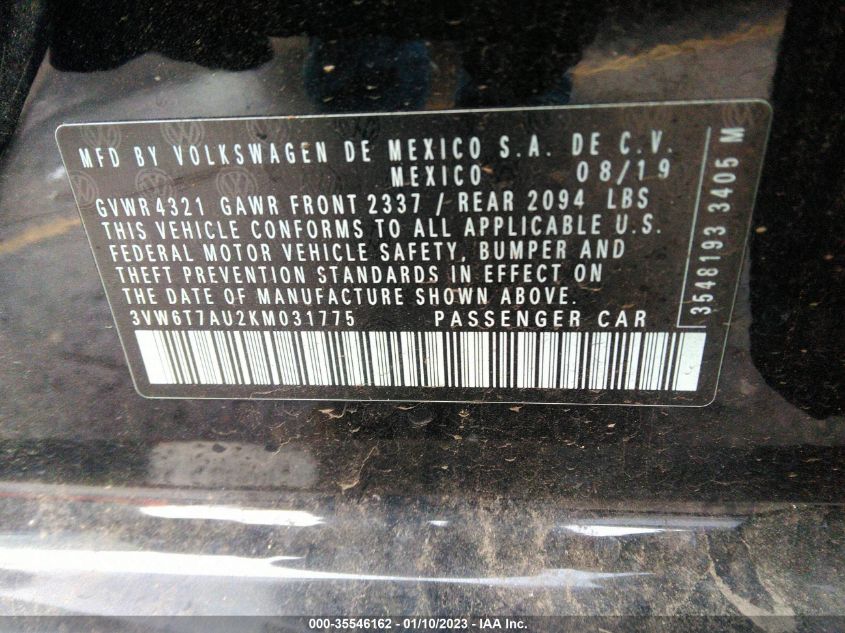 MFD BY VOLKSWAGEN DE MEXICO S.A. DE C.V.
MEXICO 08/19
GVWR 4321 GAWR FRONT 2337 / REAR 2094 LBS
THIS VEHICLE CONFORMS TO ALL APPLICABLE U.S.
FEDERAL MOTOR VEHICLE SAFETY, BUMPER AND
THEFT PREVENTION STANDARDS IN EFFECT ON
THE DATE OF MANUFACTURE SHOWN ABOVE.
3VW6T7AU2KM031775 PASSENGER CAR
3548193 3405 M
000-35546162 - 01/10/2023 - IAA Inc.